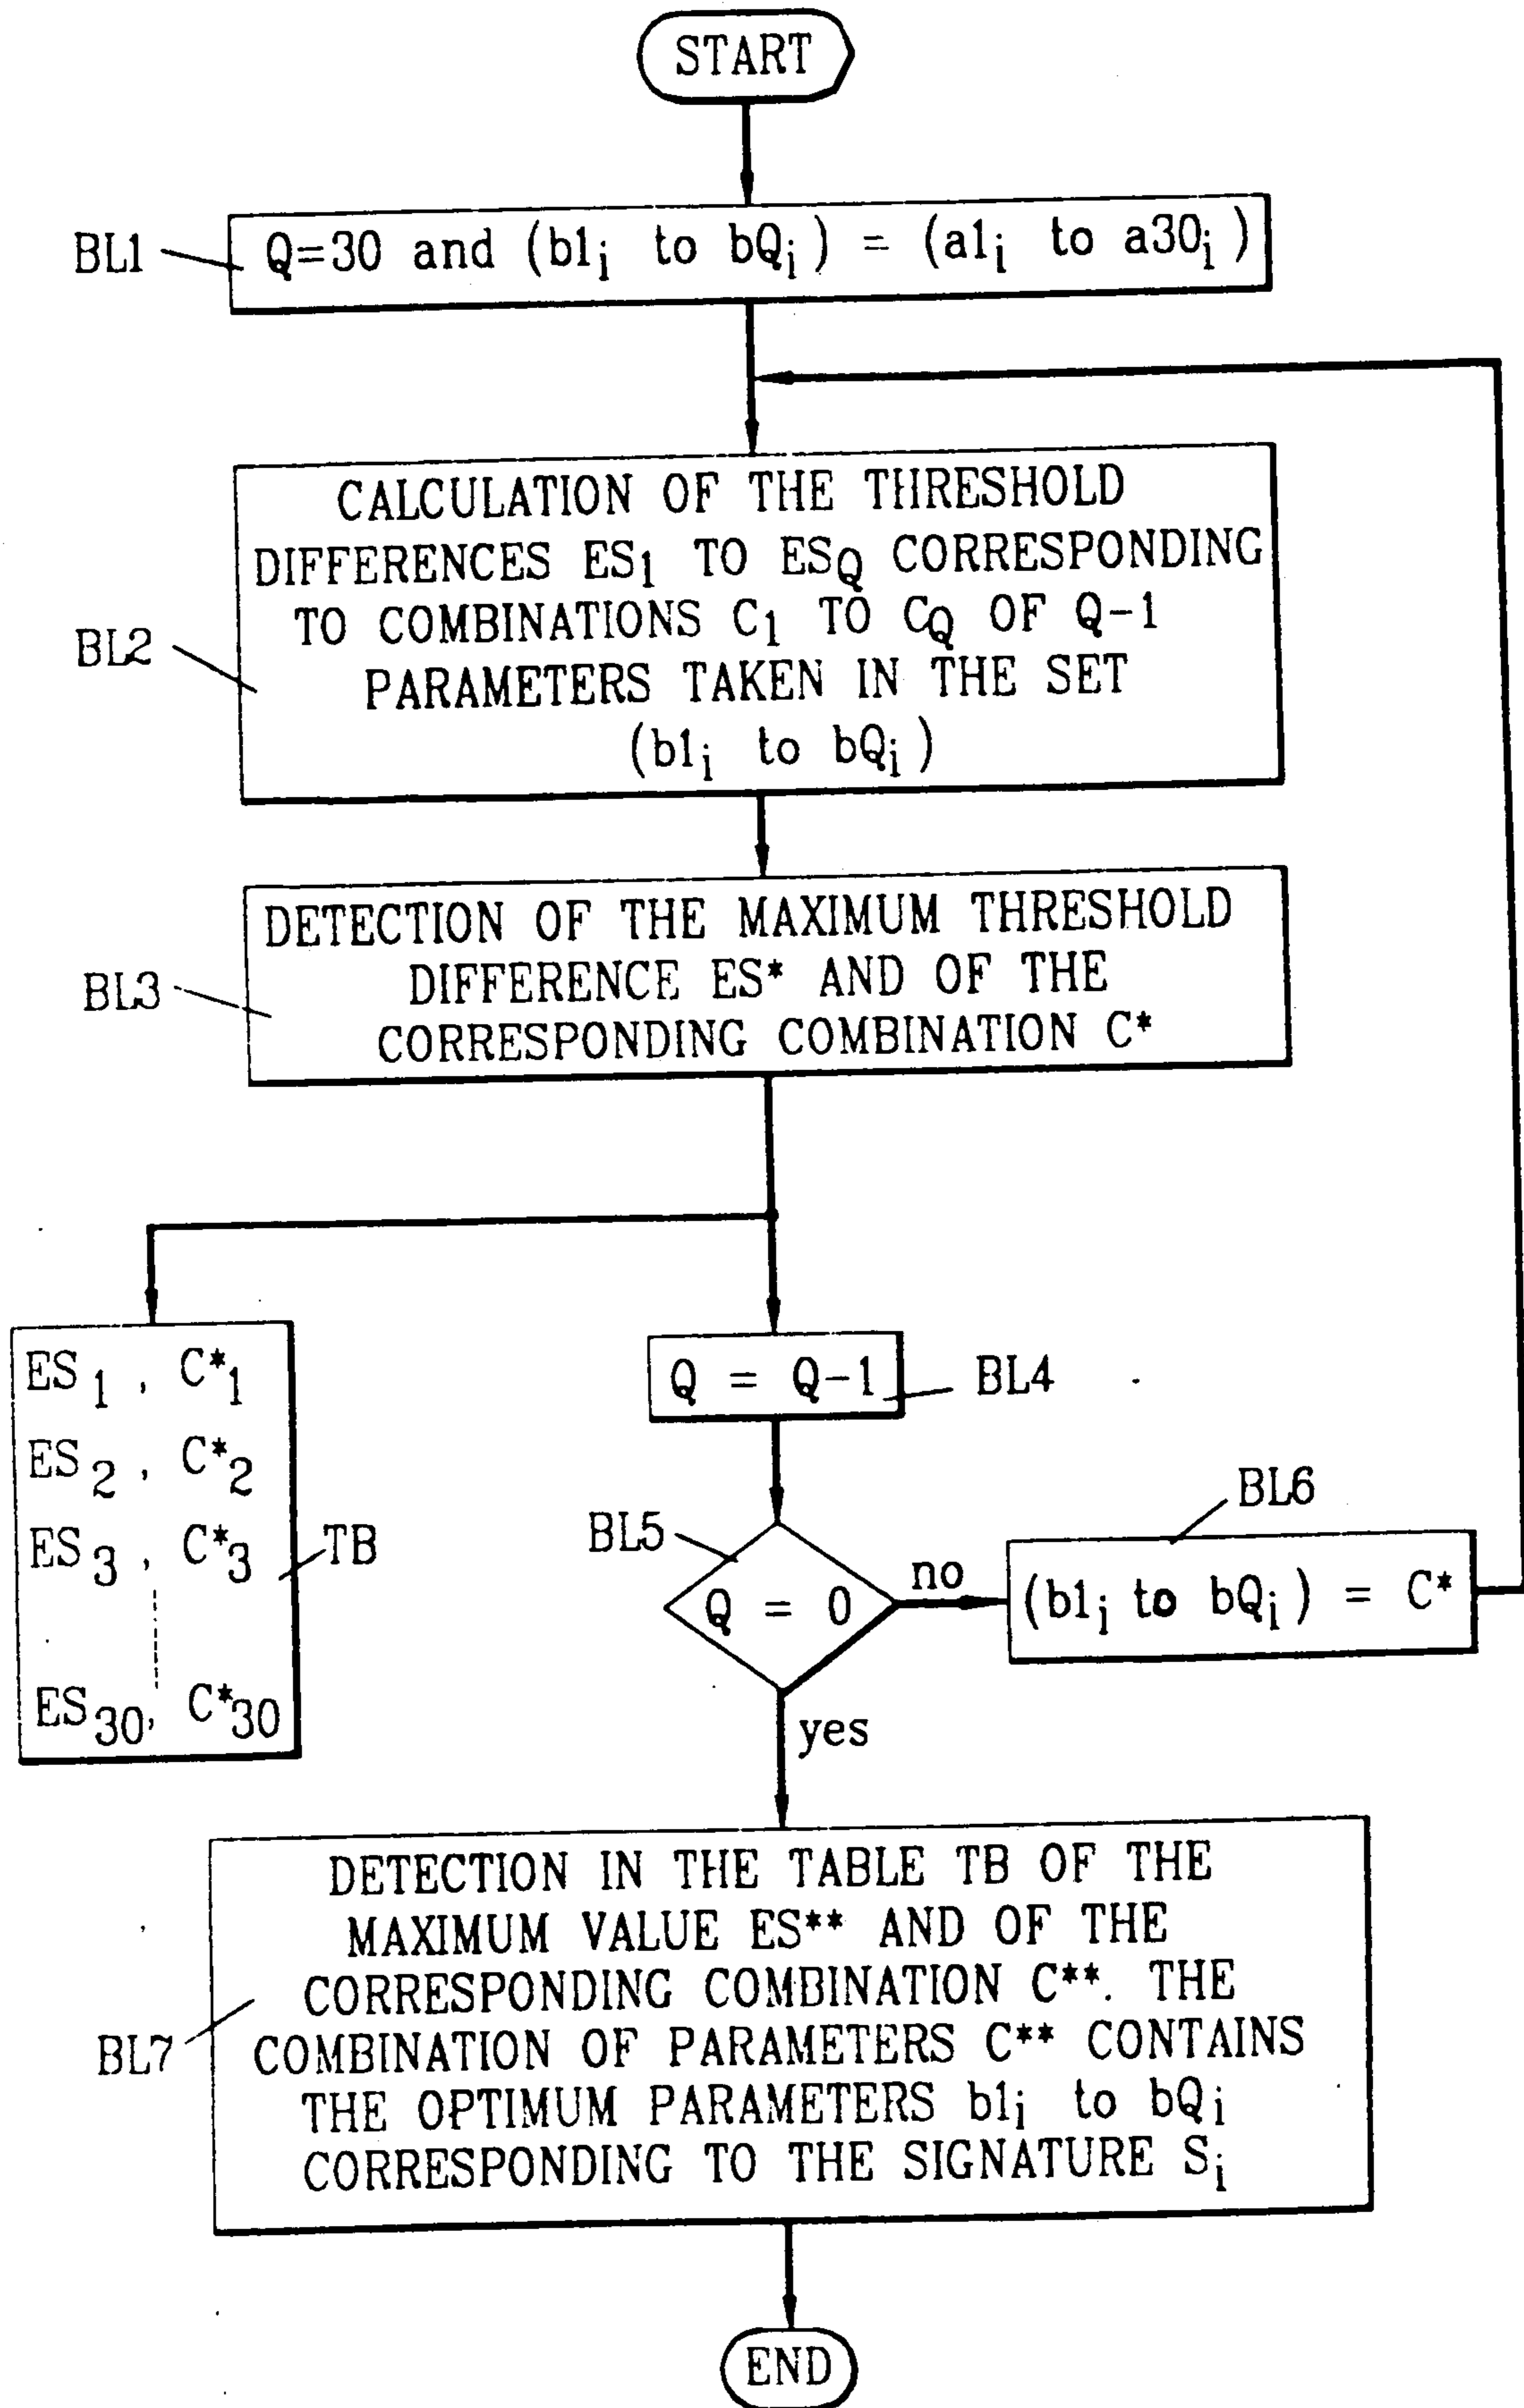 START
BL1
Q=30 and (b1i to bQi) = (a1i to a30i)
BL2
CALCULATION OF THE THRESHOLD
DIFFERENCES ES1 TO ESQ CORRESPONDING
TO COMBINATIONS C1 TO CQ OF Q-1
PARAMETERS TAKEN IN THE SET
(b1i to bQi)
BL3
DETECTION OF THE MAXIMUM THRESHOLD
DIFFERENCE ES* AND OF THE
CORRESPONDING COMBINATION C*
ES1, C*1
ES2, C*2
ES3, C*3
ES30, C*30
TB
Q = Q-1
BL4
BL5
Q = 0
no
BL6
(b1i to bQi) = C*
yes
BL7
DETECTION IN THE TABLE TB OF THE
MAXIMUM VALUE ES** AND OF THE
CORRESPONDING COMBINATION C**. THE
COMBINATION OF PARAMETERS C** CONTAINS
THE OPTIMUM PARAMETERS b1i to bQi
CORRESPONDING TO THE SIGNATURE Si
END